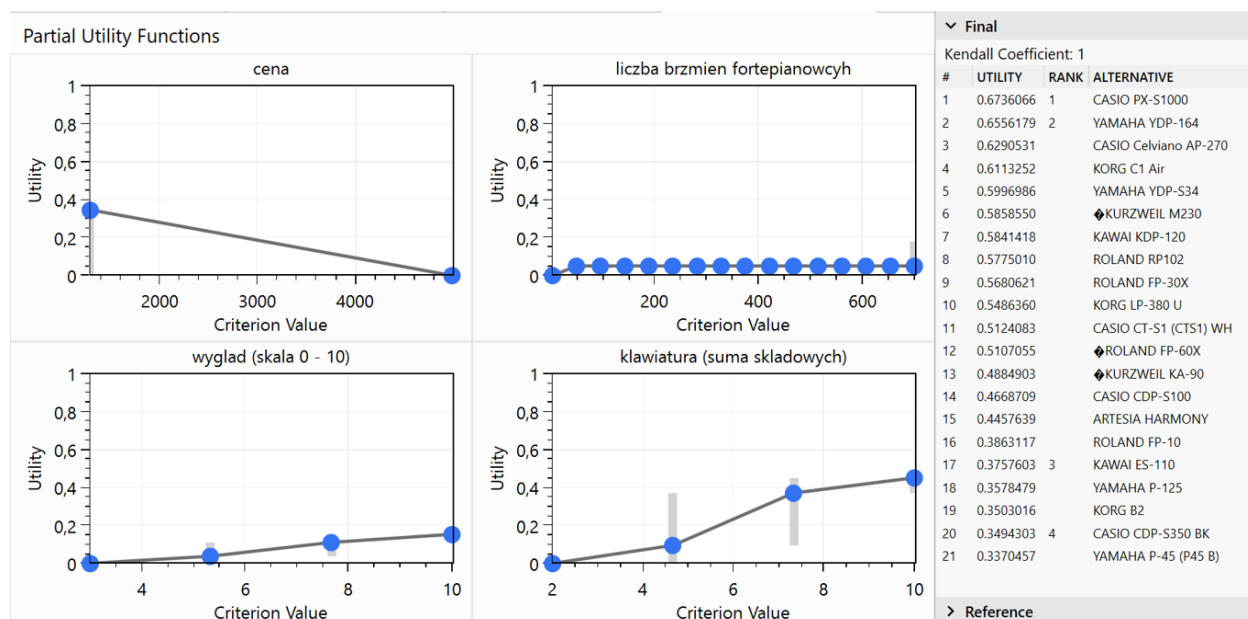 Partial Utility Functions
cena
Utility
1
0,8
0,6
0,4
0,2
0
2000 3000 4000
Criterion Value
liczba brzmien fortepianowcyh
Utility
1
0,8
0,6
0,4
0,2
0
200 400 600
Criterion Value
wyglad (skala 0 - 10)
Utility
1
0,8
0,6
0,4
0,2
0
4 6 8 10
Criterion Value
klawiatura (suma skladowych)
Utility
1
0,8
0,6
0,4
0,2
0
2 4 6 8 10
Criterion Value
Final
Kendall Coefficient: 1
# UTILITY RANK ALTERNATIVE
1 0.6736066 1 CASIO PX-S1000
2 0.6556179 2 YAMAHA YDP-164
3 0.6290531 CASIO Celviano AP-270
4 0.6113252 KORG C1 Air
5 0.5996986 YAMAHA YDP-S34
6 0.5858550 �KURZWEIL M230
7 0.5841418 KAWAI KDP-120
8 0.5775010 ROLAND RP102
9 0.5680621 ROLAND FP-30X
10 0.5486360 KORG LP-380 U
11 0.5124083 CASIO CT-S1 (CTS1) WH
12 0.5107055 �ROLAND FP-60X
13 0.4884903 �KURZWEIL KA-90
14 0.4668709 CASIO CDP-S100
15 0.4457639 ARTESIA HARMONY
16 0.3863117 ROLAND FP-10
17 0.3757603 3 KAWAI ES-110
18 0.3578479 YAMAHA P-125
19 0.3503016 KORG B2
20 0.3494303 4 CASIO CDP-S350 BK
21 0.3370457 YAMAHA P-45 (P45 B)
Reference